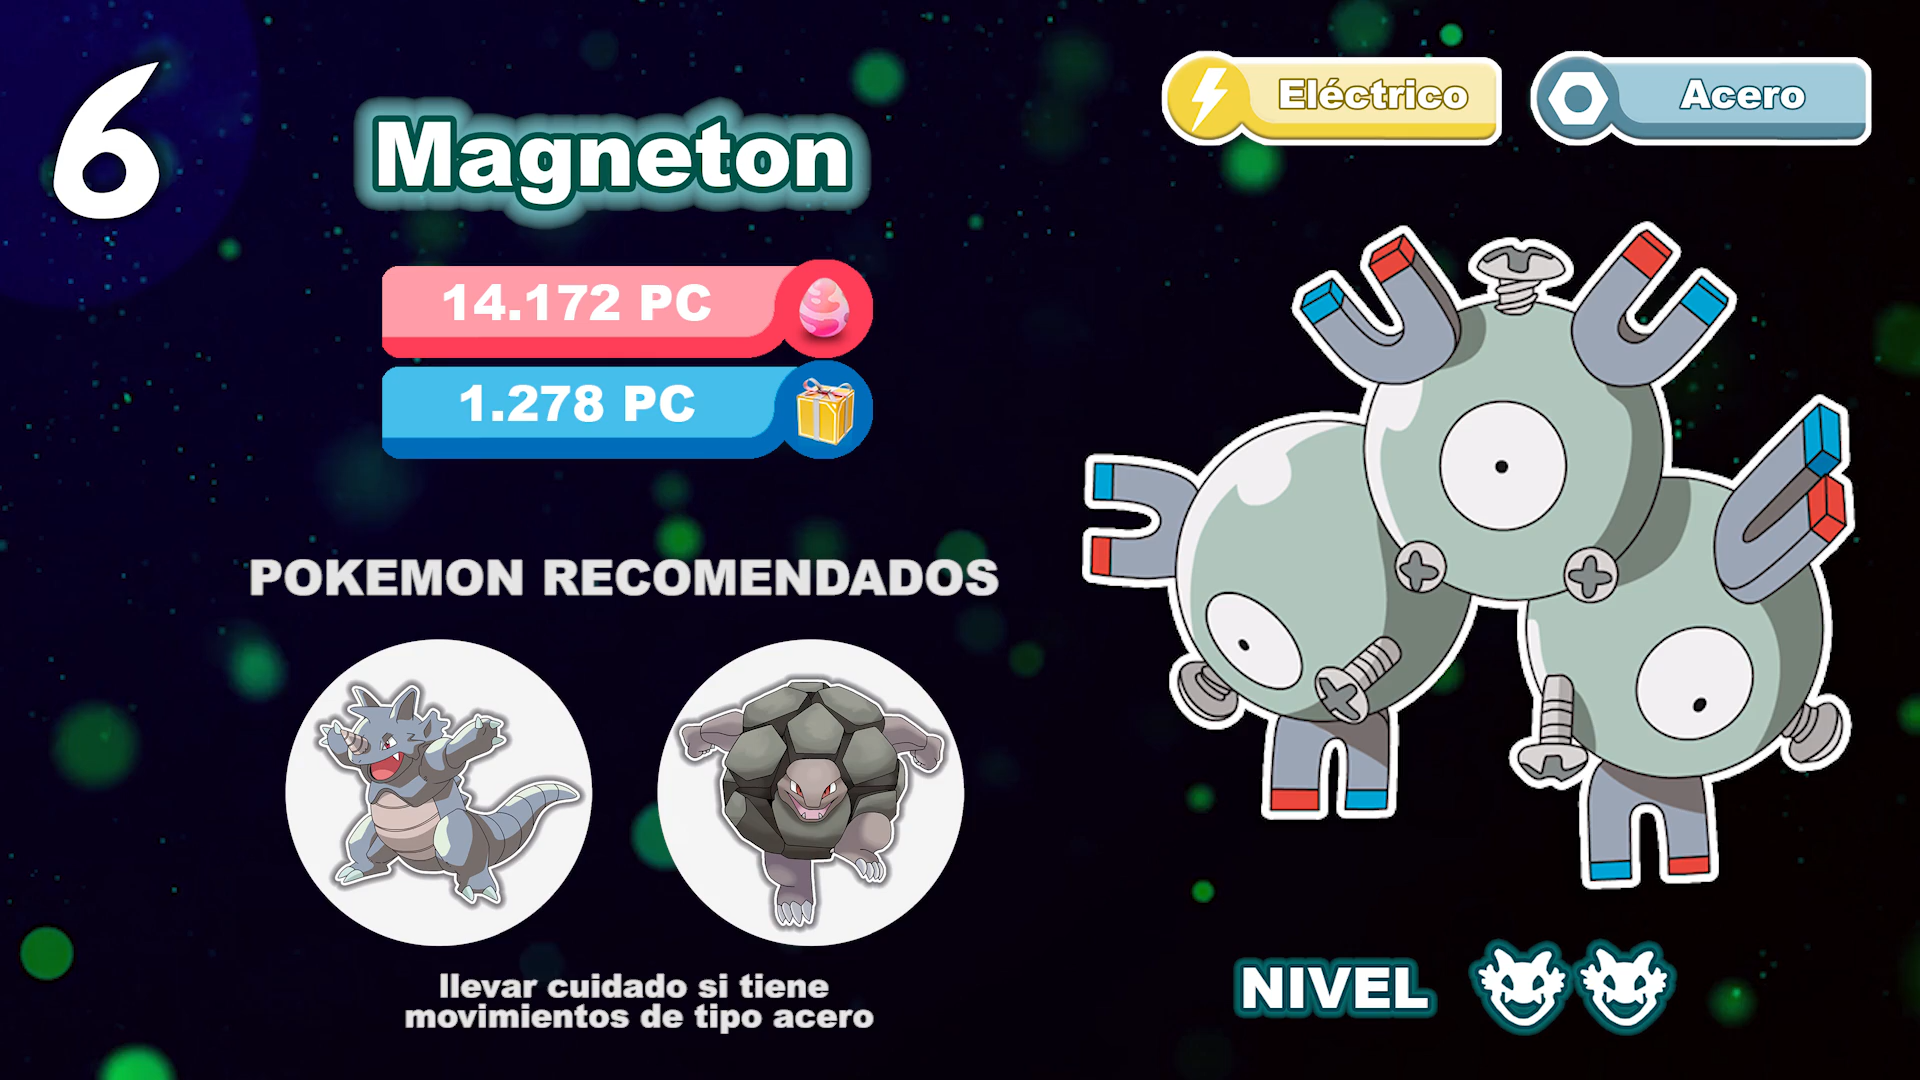 6
Magneton
Eléctrico
Acero
14.172 PC
1.278 PC
POKEMON RECOMENDADOS
llevar cuidado si tiene
movimientos de tipo acero
NIVEL